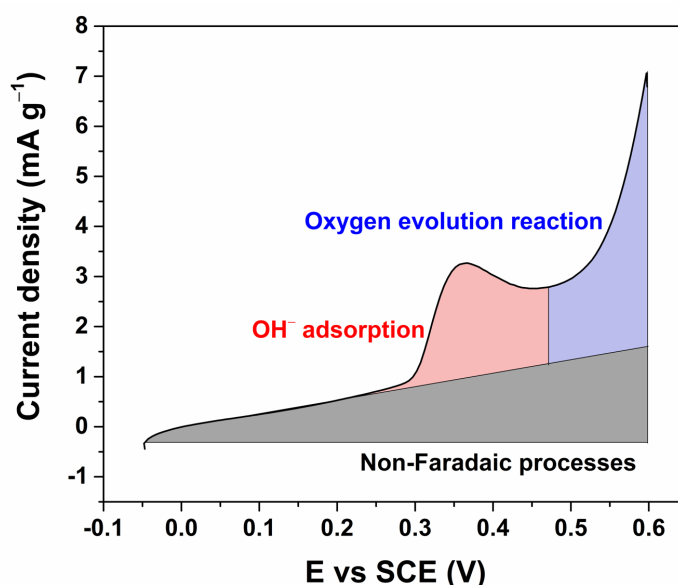 8
7
6
5
4
3
2
1
0
-1
Current density (mA g⁻¹)
Oxygen evolution reaction
OH⁻ adsorption
Non-Faradaic processes
-0.1 0.0 0.1 0.2 0.3 0.4 0.5 0.6
E vs SCE (V)